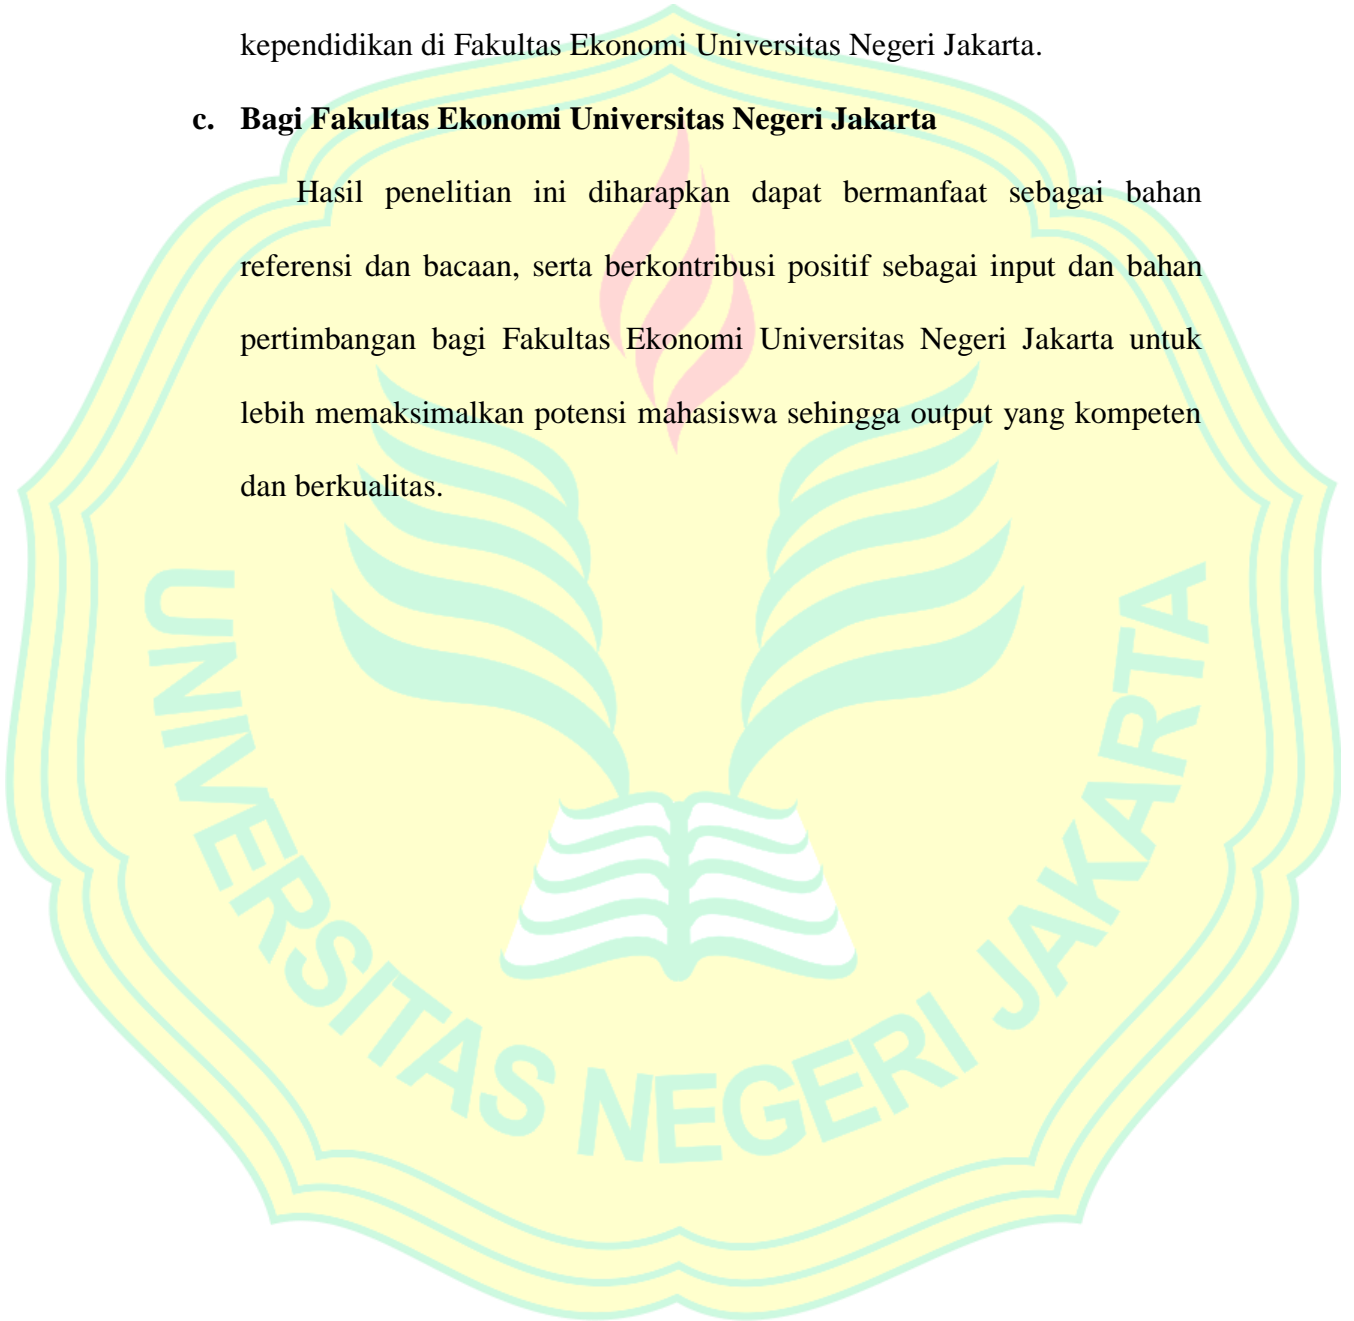 kependidikan di Fakultas Ekonomi Universitas Negeri Jakarta.
c. Bagi Fakultas Ekonomi Universitas Negeri Jakarta
Hasil penelitian ini diharapkan dapat bermanfaat sebagai bahan
referensi dan bacaan, serta berkontribusi positif sebagai input dan bahan
pertimbangan bagi Fakultas Ekonomi Universitas Negeri Jakarta untuk
lebih memaksimalkan potensi mahasiswa sehingga output yang kompeten
dan berkualitas.
UNIVERSITAS NEGERI JAKARTA